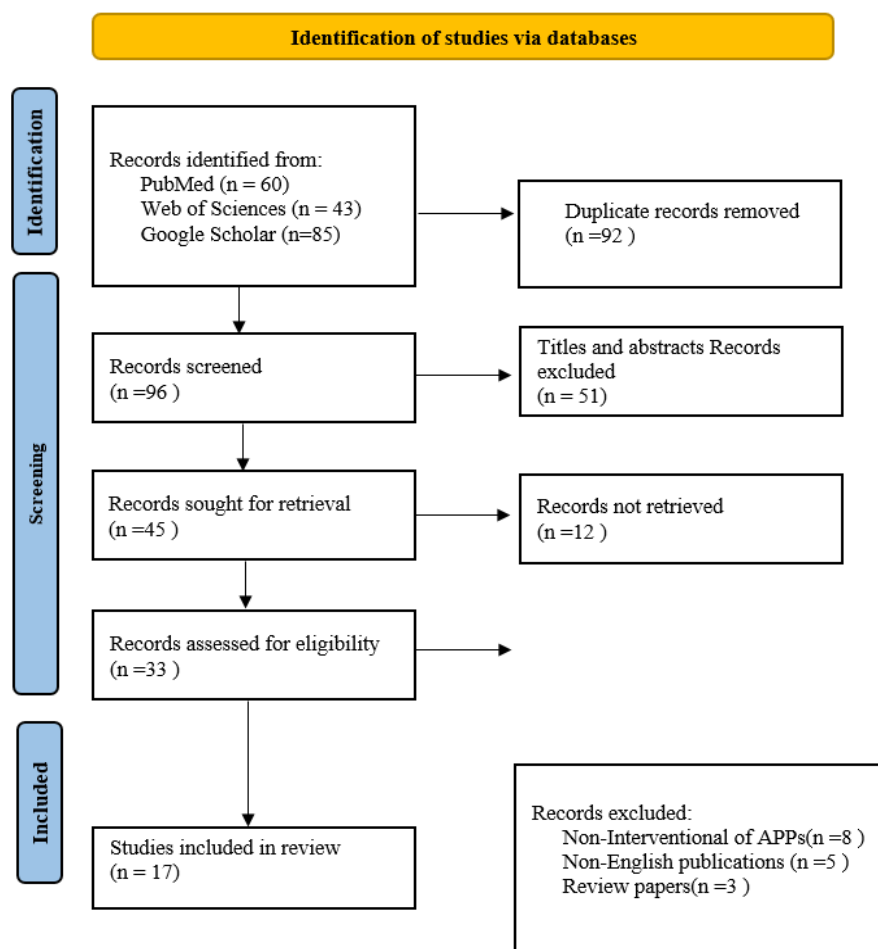 Identification of studies via databases
Identification
Records identified from:
PubMed (n = 60)
Web of Sciences (n = 43)
Google Scholar (n=85)
Duplicate records removed
(n =92 )
Screening
Records screened
(n =96 )
Titles and abstracts Records
excluded
(n = 51)
Records sought for retrieval
(n =45 )
Records not retrieved
(n =12 )
Records assessed for eligibility
(n =33 )
Included
Studies included in review
(n = 17)
Records excluded:
Non-Interventional of APPs(n =8 )
Non-English publications (n =5 )
Review papers(n =3 )